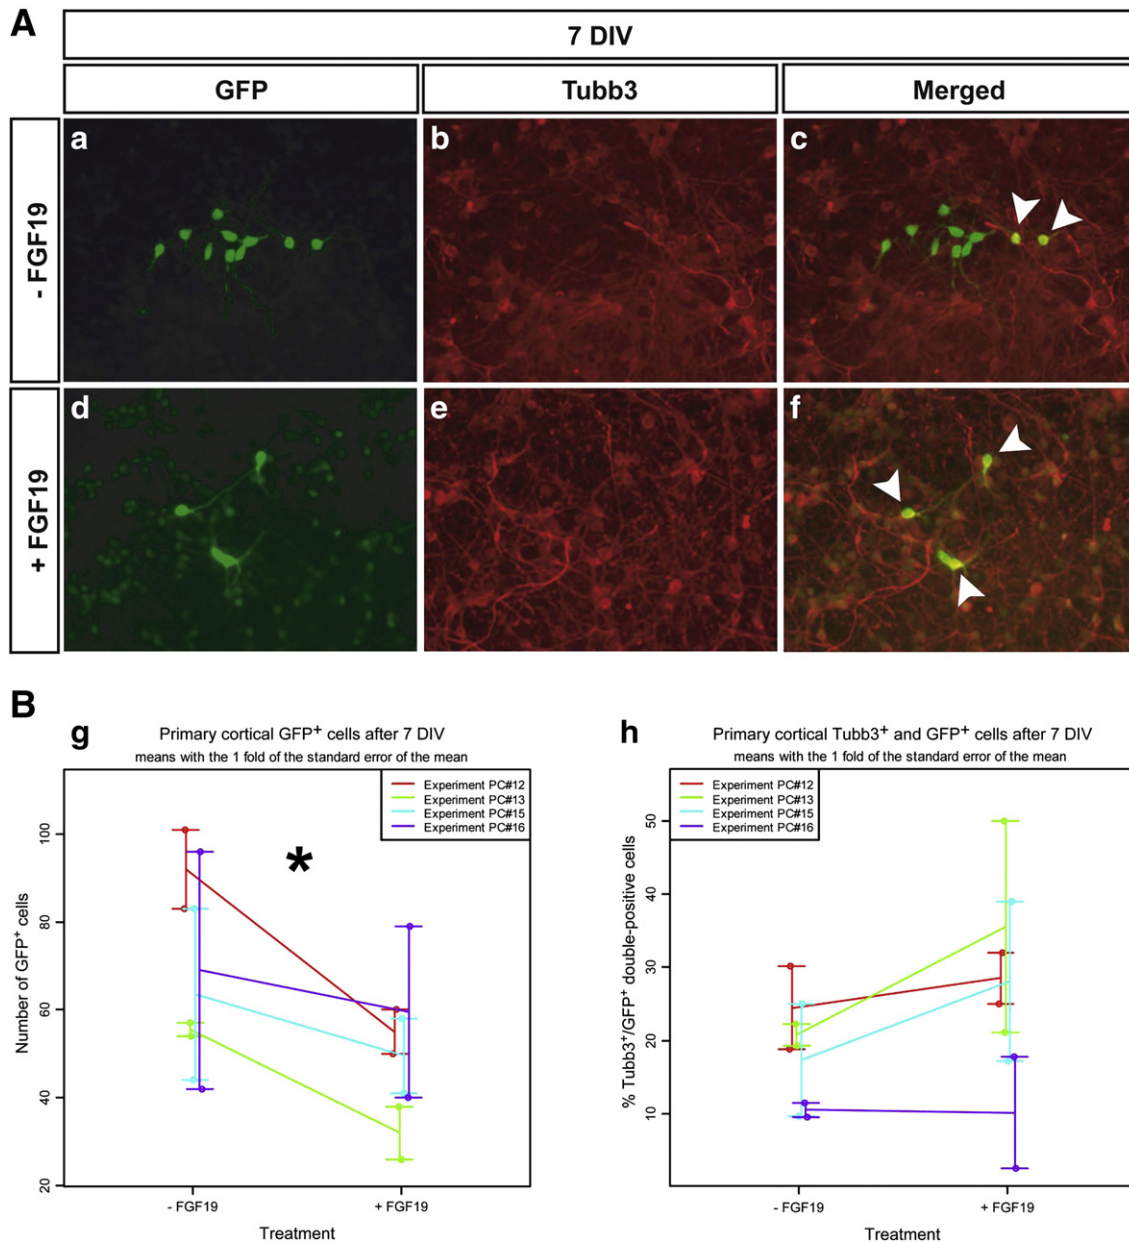 A
7 DIV
GFP
Tubb3
Merged
- FGF19
a
b
c
+ FGF19
d
e
f
B
g
Primary cortical GFP⁺ cells after 7 DIV
means with the 1 fold of the standard error of the mean
Experiment PC#12
Experiment PC#13
Experiment PC#15
Experiment PC#16
*
Number of GFP⁺ cells
100
80
60
40
20
- FGF19
+ FGF19
Treatment
h
Primary cortical Tubb3⁺ and GFP⁺ cells after 7 DIV
means with the 1 fold of the standard error of the mean
Experiment PC#12
Experiment PC#13
Experiment PC#15
Experiment PC#16
% Tubb3⁺/GFP⁺ double-positive cells
50
40
30
20
10
- FGF19
+ FGF19
Treatment